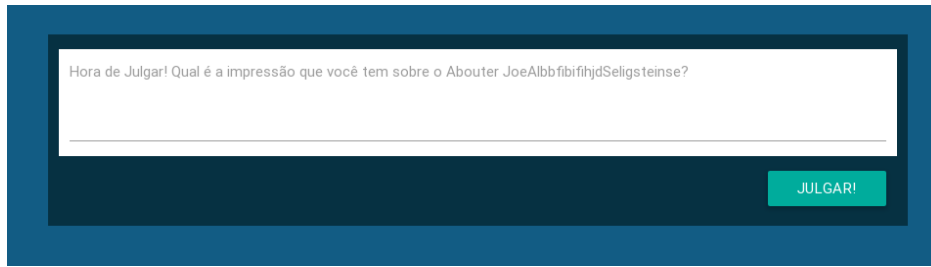 Hora de Julgar! Qual é a impressão que você tem sobre o Abouter JoeAlbbfibifihjdSeligsteinse?
JULGAR!